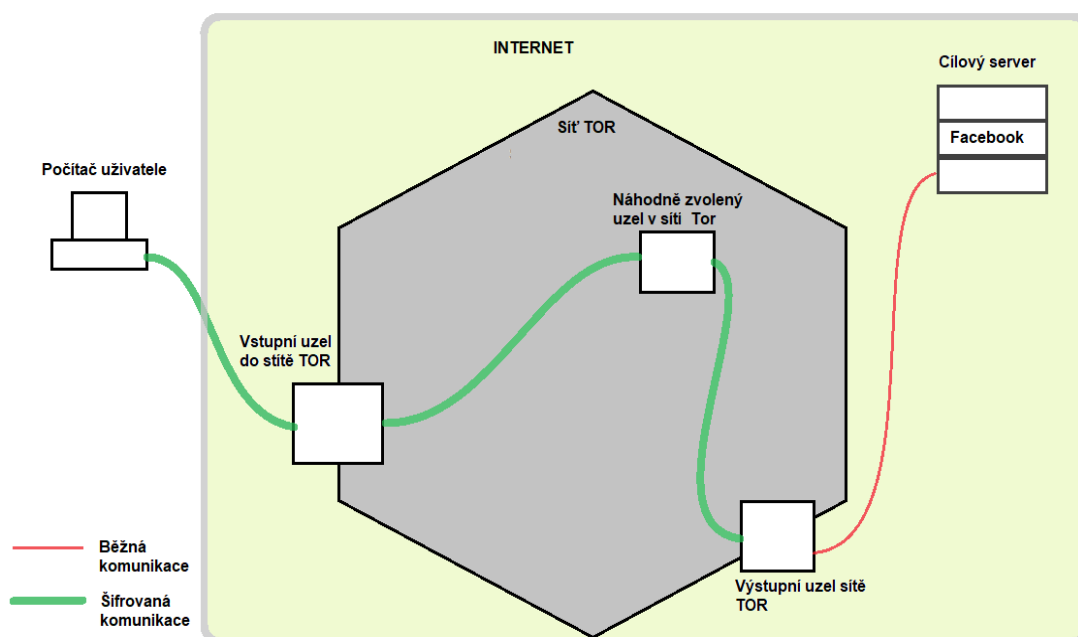 INTERNET
Cílový server
Facebook
Síť TOR
Počítač uživatele
Náhodně zvolený
uzel v síti Tor
Vstupní uzel
do stítě TOR
Výstupní uzel sítě
TOR
Běžná
komunikace
Šifrovaná
komunikace